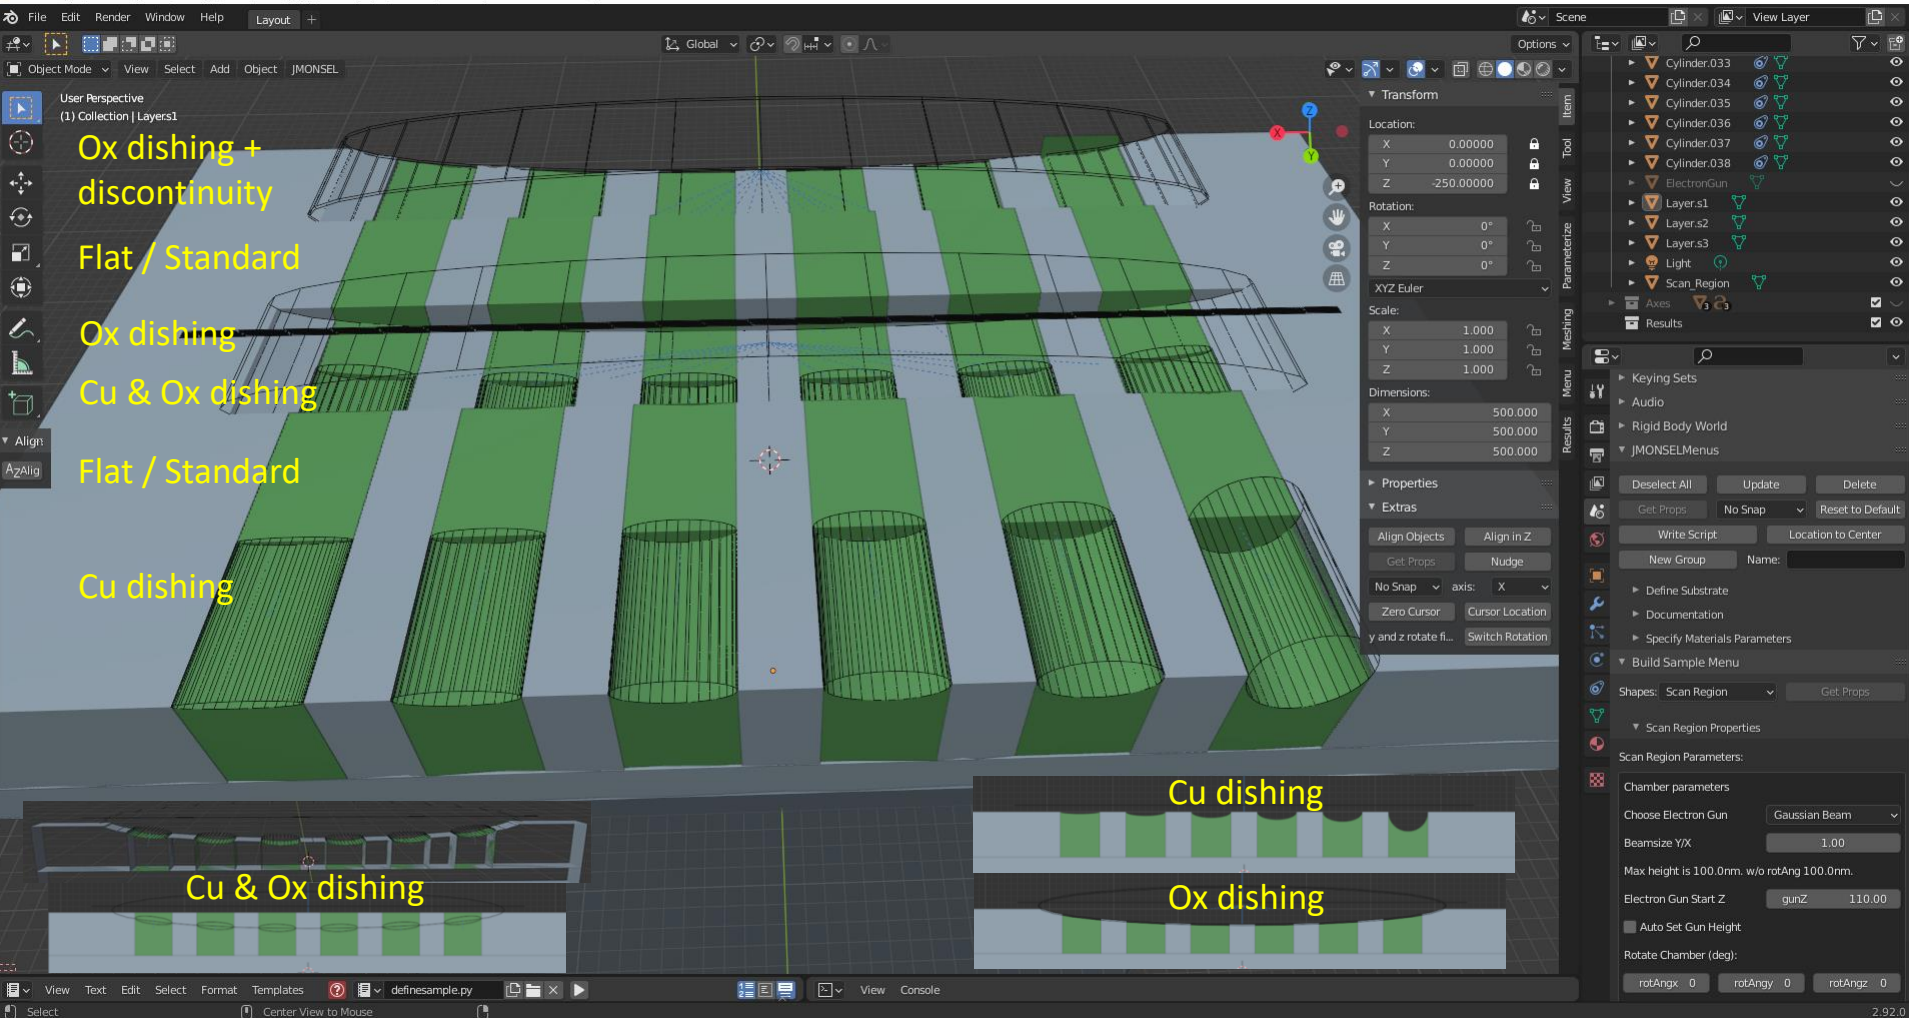 File Edit Render Window Help Layout +
Scene
View Layer
Global
Options
Object Mode View Select Add Object JMONSEL
User Perspective
(1) Collection | Layer.s1
Ox dishing +
discontinuity
Flat / Standard
Ox dishing
Cu & Ox dishing
Flat / Standard
Cu dishing
Align
AZAlig
X
Y
Z
Cu & Ox dishing
Cu dishing
Ox dishing
Transform
Location:
X 0.00000
Y 0.00000
Z -250.00000
Rotation:
X 0°
Y 0°
Z 0°
XYZ Euler
Scale:
X 1.000
Y 1.000
Z 1.000
Dimensions:
X 500.000
Y 500.000
Z 500.000
Properties
Extras
Align Objects Align in Z
Get Props Nudge
No Snap axis: X
Zero Cursor Cursor Location
y and z rotate fi... Switch Rotation
Item
Tool
View
Parameterize
Meshing
Menu
Results
Cylinder.033
Cylinder.034
Cylinder.035
Cylinder.036
Cylinder.037
Cylinder.038
ElectronGun
Layer.s1
Layer.s2
Layer.s3
Light
Scan_Region
Axes 3 3
Results
Keying Sets
Audio
Rigid Body World
JMONSELMenus
Deselect All Update Delete
Get Props No Snap Reset to Default
Write Script Location to Center
New Group Name:
Define Substrate
Documentation
Specify Materials Parameters
Build Sample Menu
Shapes: Scan Region Get Props
Scan Region Properties
Scan Region Parameters:
Chamber parameters
Choose Electron Gun Gaussian Beam
Beamsize Y/X 1.00
Max height is 100.0nm. w/o rotAng 100.0nm.
Electron Gun Start Z gunZ 110.00
Auto Set Gun Height
Rotate Chamber (deg):
rotAngx 0 rotAngy 0 rotAngz 0
View Text Edit Select Format Templates definesample.py View Console
Select Center View to Mouse 2.92.0